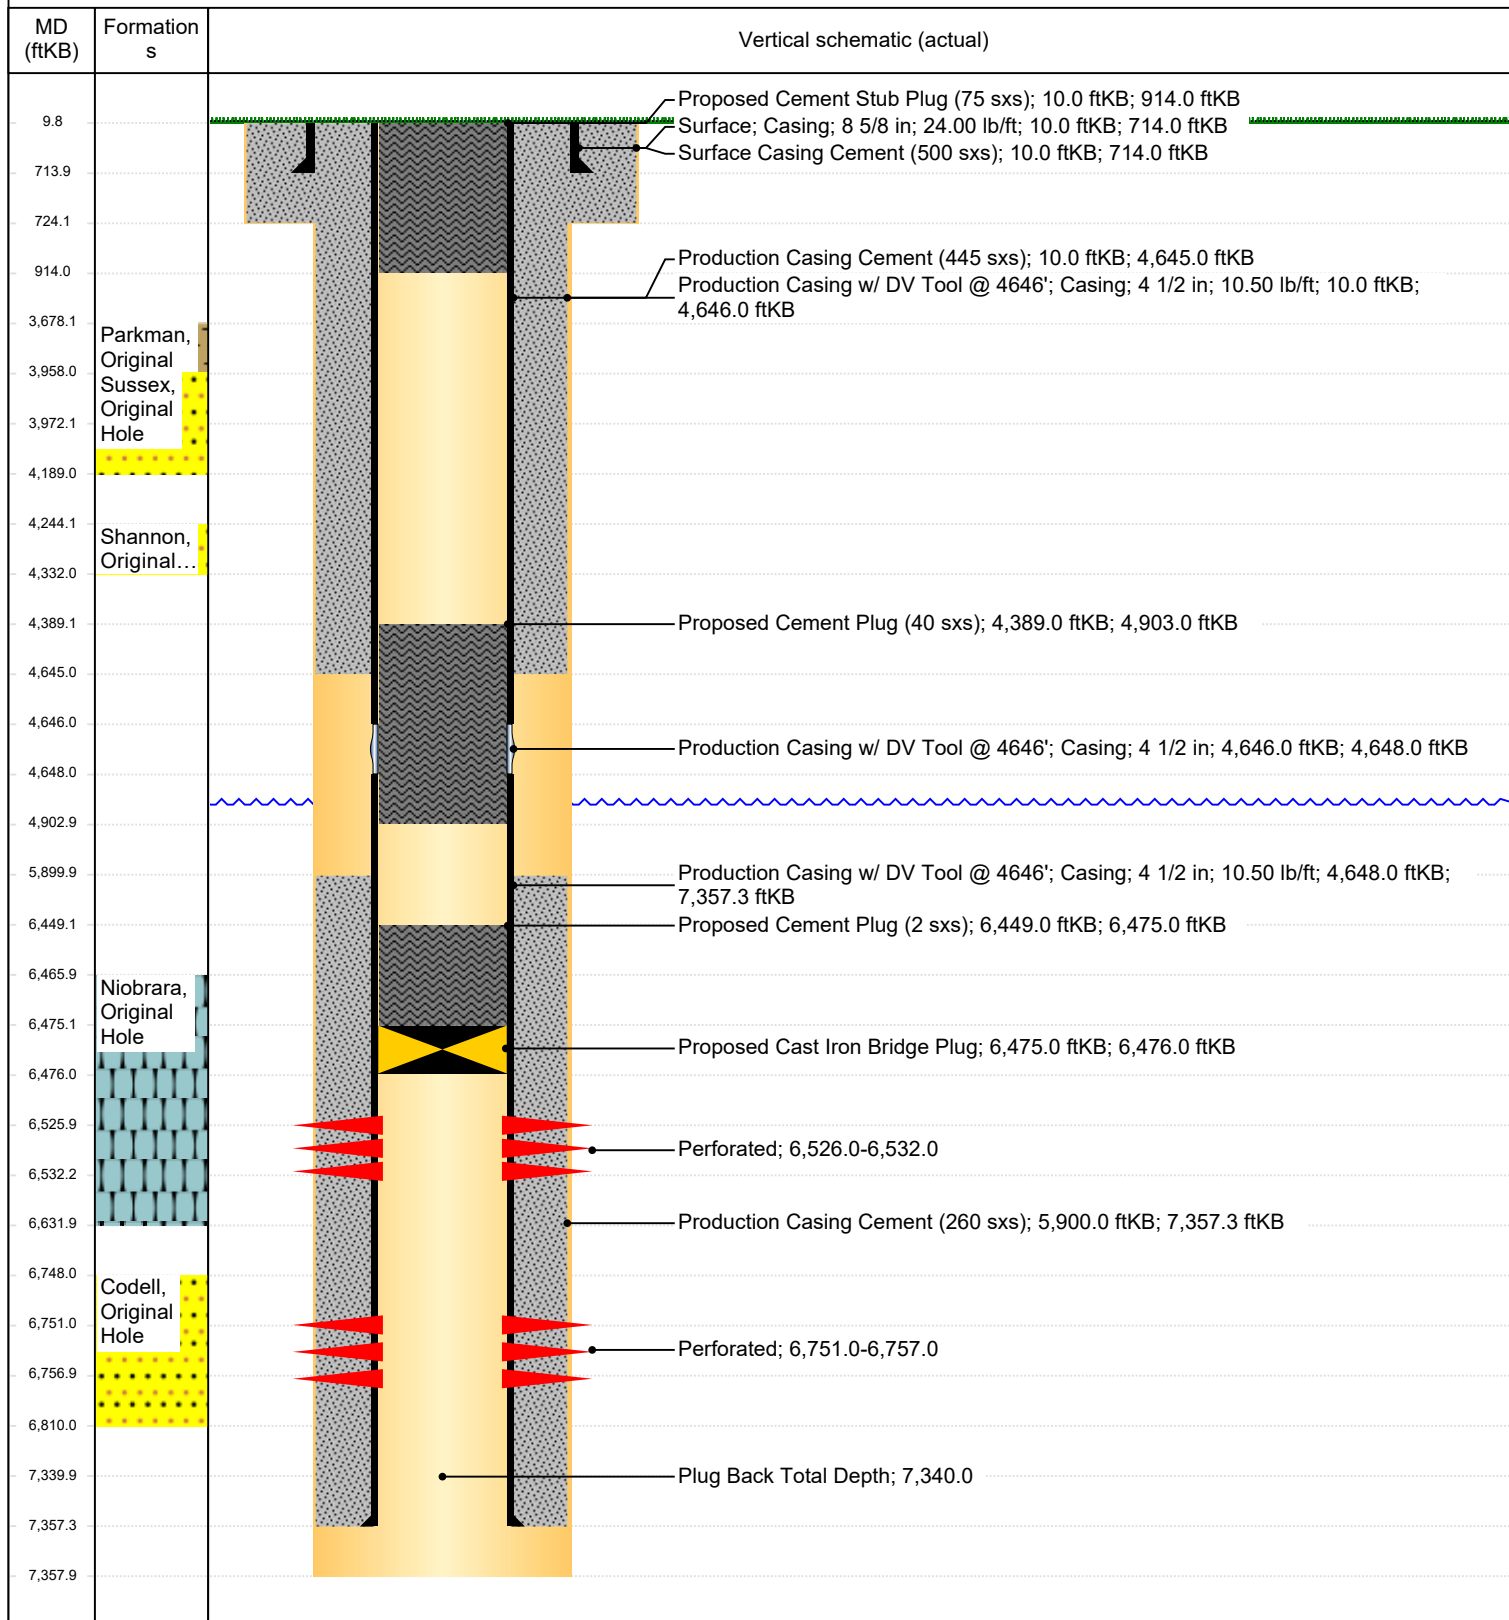 MD
(ftKB)
Formation
s
Vertical schematic (actual)
9.8
713.9
724.1
914.0
3,678.1
3,958.0
3,972.1
4,189.0
4,244.1
4,332.0
4,389.1
4,645.0
4,646.0
4,648.0
4,902.9
5,899.9
6,449.1
6,465.9
6,475.1
6,476.0
6,525.9
6,532.2
6,631.9
6,748.0
6,751.0
6,756.9
6,810.0
7,339.9
7,357.3
7,357.9
Parkman,
Original
Sussex,
Original
Hole
Shannon,
Original…
Niobrara,
Original
Hole
Codell,
Original
Hole
Proposed Cement Stub Plug (75 sxs); 10.0 ftKB; 914.0 ftKB
Surface; Casing; 8 5/8 in; 24.00 lb/ft; 10.0 ftKB; 714.0 ftKB
Surface Casing Cement (500 sxs); 10.0 ftKB; 714.0 ftKB
Production Casing Cement (445 sxs); 10.0 ftKB; 4,645.0 ftKB
Production Casing w/ DV Tool @ 4646'; Casing; 4 1/2 in; 10.50 lb/ft; 10.0 ftKB;
4,646.0 ftKB
Proposed Cement Plug (40 sxs); 4,389.0 ftKB; 4,903.0 ftKB
Production Casing w/ DV Tool @ 4646'; Casing; 4 1/2 in; 4,646.0 ftKB; 4,648.0 ftKB
Production Casing w/ DV Tool @ 4646'; Casing; 4 1/2 in; 10.50 lb/ft; 4,648.0 ftKB;
7,357.3 ftKB
Proposed Cement Plug (2 sxs); 6,449.0 ftKB; 6,475.0 ftKB
Proposed Cast Iron Bridge Plug; 6,475.0 ftKB; 6,476.0 ftKB
Perforated; 6,526.0-6,532.0
Production Casing Cement (260 sxs); 5,900.0 ftKB; 7,357.3 ftKB
Perforated; 6,751.0-6,757.0
Plug Back Total Depth; 7,340.0